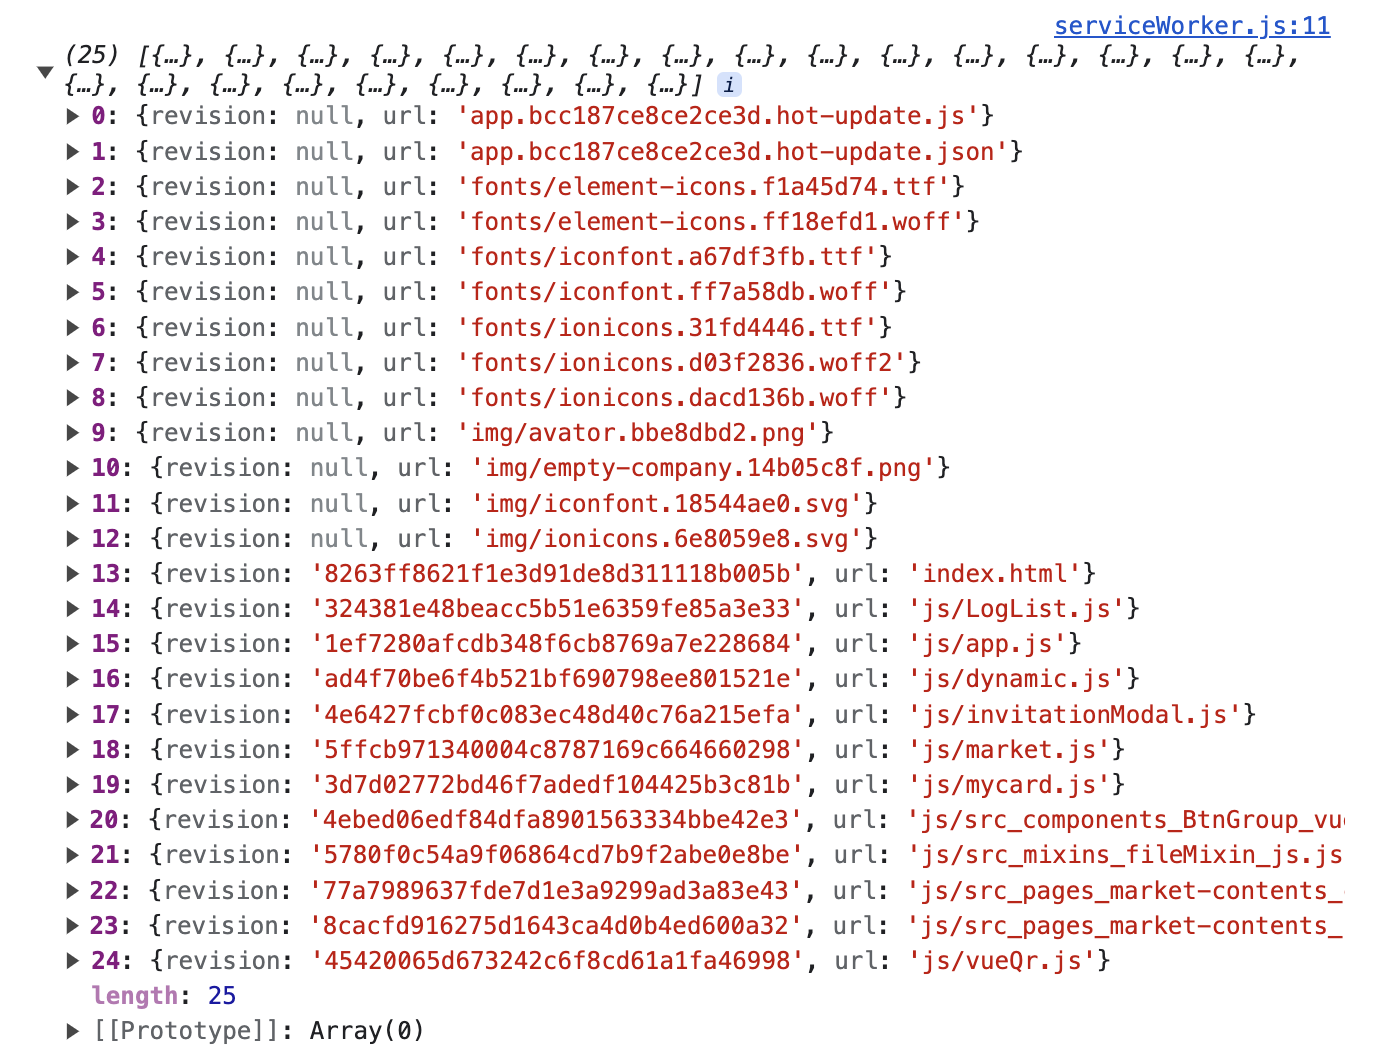 serviceWorker.js:11
(25) [{…}, {…}, {…}, {…}, {…}, {…}, {…}, {…}, {…}, {…}, {…}, {…}, {…}, {…}, {…}, {…},
{…}, {…}, {…}, {…}, {…}, {…}, {…}, {…}, {…}] i
0: {revision: null, url: 'app.bcc187ce8ce2ce3d.hot-update.js'}
1: {revision: null, url: 'app.bcc187ce8ce2ce3d.hot-update.json'}
2: {revision: null, url: 'fonts/element-icons.f1a45d74.ttf'}
3: {revision: null, url: 'fonts/element-icons.ff18efd1.woff'}
4: {revision: null, url: 'fonts/iconfont.a67df3fb.ttf'}
5: {revision: null, url: 'fonts/iconfont.ff7a58db.woff'}
6: {revision: null, url: 'fonts/ionicons.31fd4446.ttf'}
7: {revision: null, url: 'fonts/ionicons.d03f2836.woff2'}
8: {revision: null, url: 'fonts/ionicons.dacd136b.woff'}
9: {revision: null, url: 'img/avator.bbe8dbd2.png'}
10: {revision: null, url: 'img/empty-company.14b05c8f.png'}
11: {revision: null, url: 'img/iconfont.18544ae0.svg'}
12: {revision: null, url: 'img/ionicons.6e8059e8.svg'}
13: {revision: '8263ff8621f1e3d91de8d311118b005b', url: 'index.html'}
14: {revision: '324381e48beacc5b51e6359fe85a3e33', url: 'js/LogList.js'}
15: {revision: '1ef7280afcdb348f6cb8769a7e228684', url: 'js/app.js'}
16: {revision: 'ad4f70be6f4b521bf690798ee801521e', url: 'js/dynamic.js'}
17: {revision: '4e6427fcbf0c083ec48d40c76a215efa', url: 'js/invitationModal.js'}
18: {revision: '5ffcb971340004c8787169c664660298', url: 'js/market.js'}
19: {revision: '3d7d02772bd46f7adedf104425b3c81b', url: 'js/mycard.js'}
20: {revision: '4ebed06edf84dfa8901563334bbe42e3', url: 'js/src_components_BtnGroup_vu
21: {revision: '5780f0c54a9f06864cd7b9f2abe0e8be', url: 'js/src_mixins_fileMixin_js.js
22: {revision: '77a7989637fde7d1e3a9299ad3a83e43', url: 'js/src_pages_market-contents_
23: {revision: '8cacfd916275d1643ca4d0b4ed600a32', url: 'js/src_pages_market-contents_
24: {revision: '45420065d673242c6f8cd61a1fa46998', url: 'js/vueQr.js'}
length: 25
[[Prototype]]: Array(0)